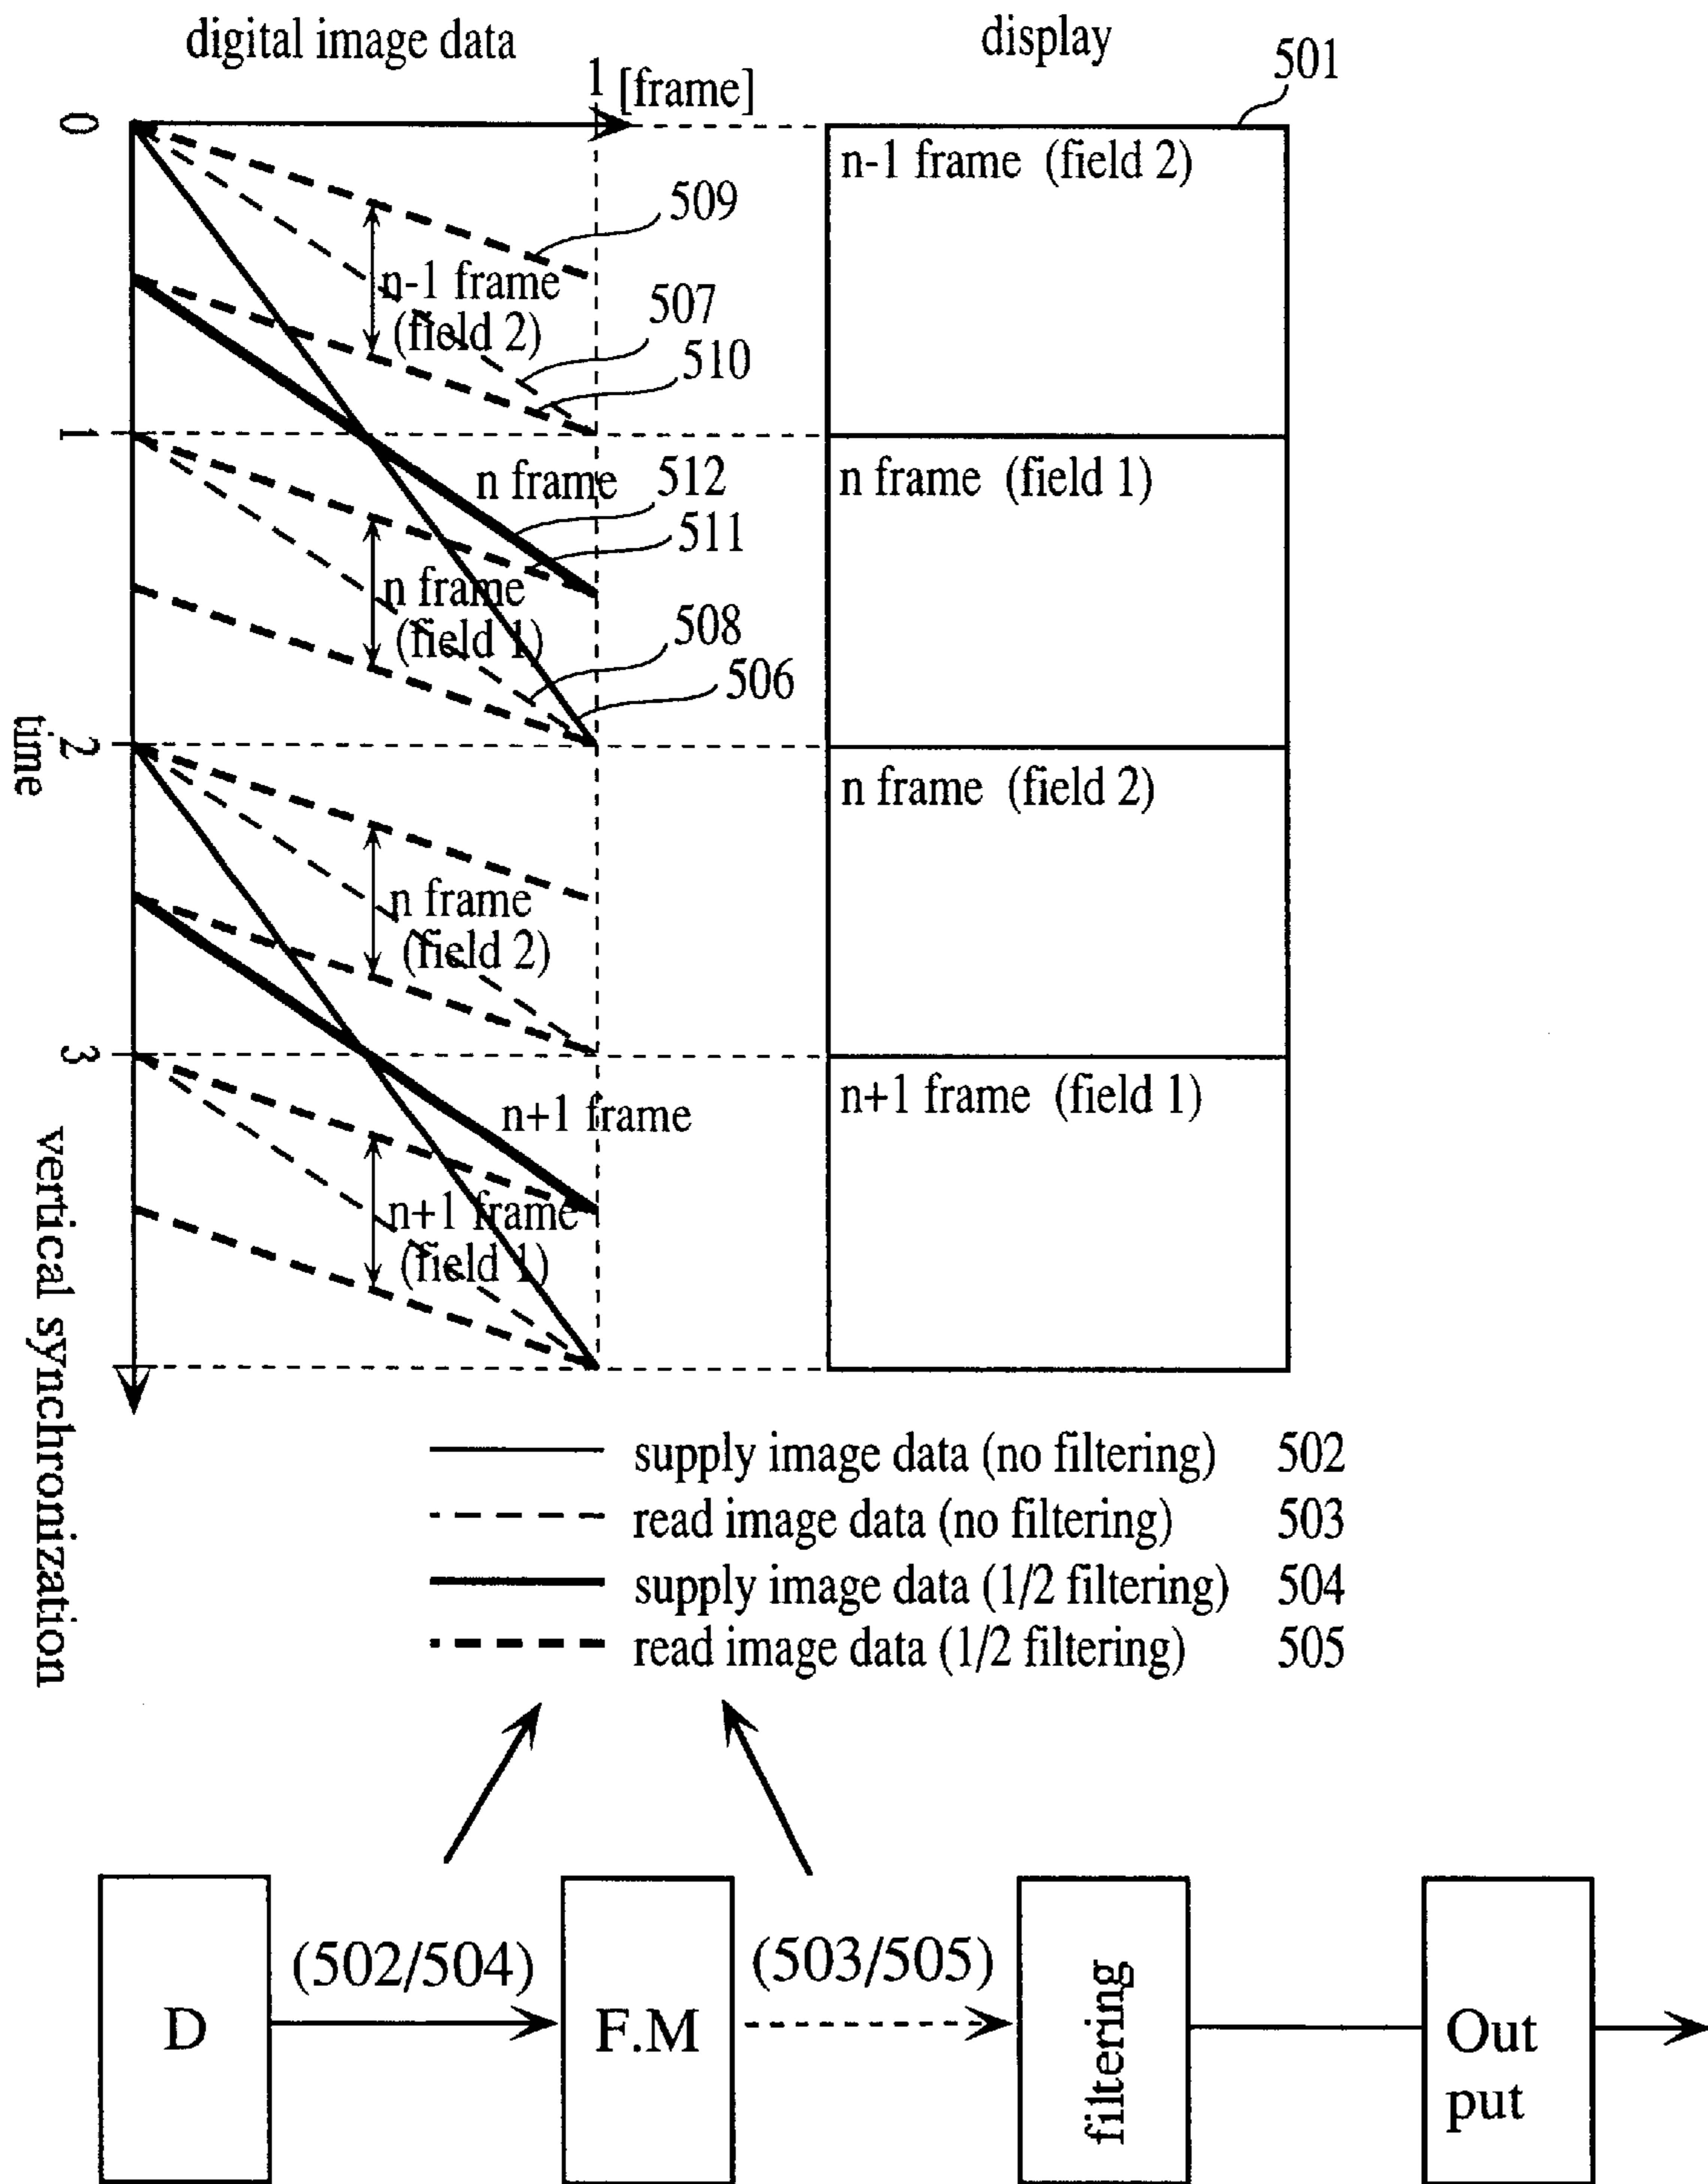 digital image data
display
501
1 [frame]
0
n-1 frame (field 2)
509
n-1 frame
(field 2)
507
510
1
n frame
512
511
n frame (field 1)
n frame
(field 1)
508
506
2
time
n frame (field 2)
n frame
(field 2)
3
n+1 frame
n+1 frame (field 1)
n+1 frame
(field 1)
vertical synchronization
supply image data (no filtering) 502
read image data (no filtering) 503
supply image data (1/2 filtering) 504
read image data (1/2 filtering) 505
D
(502/504)
F.M
(503/505)
filtering
Out
put